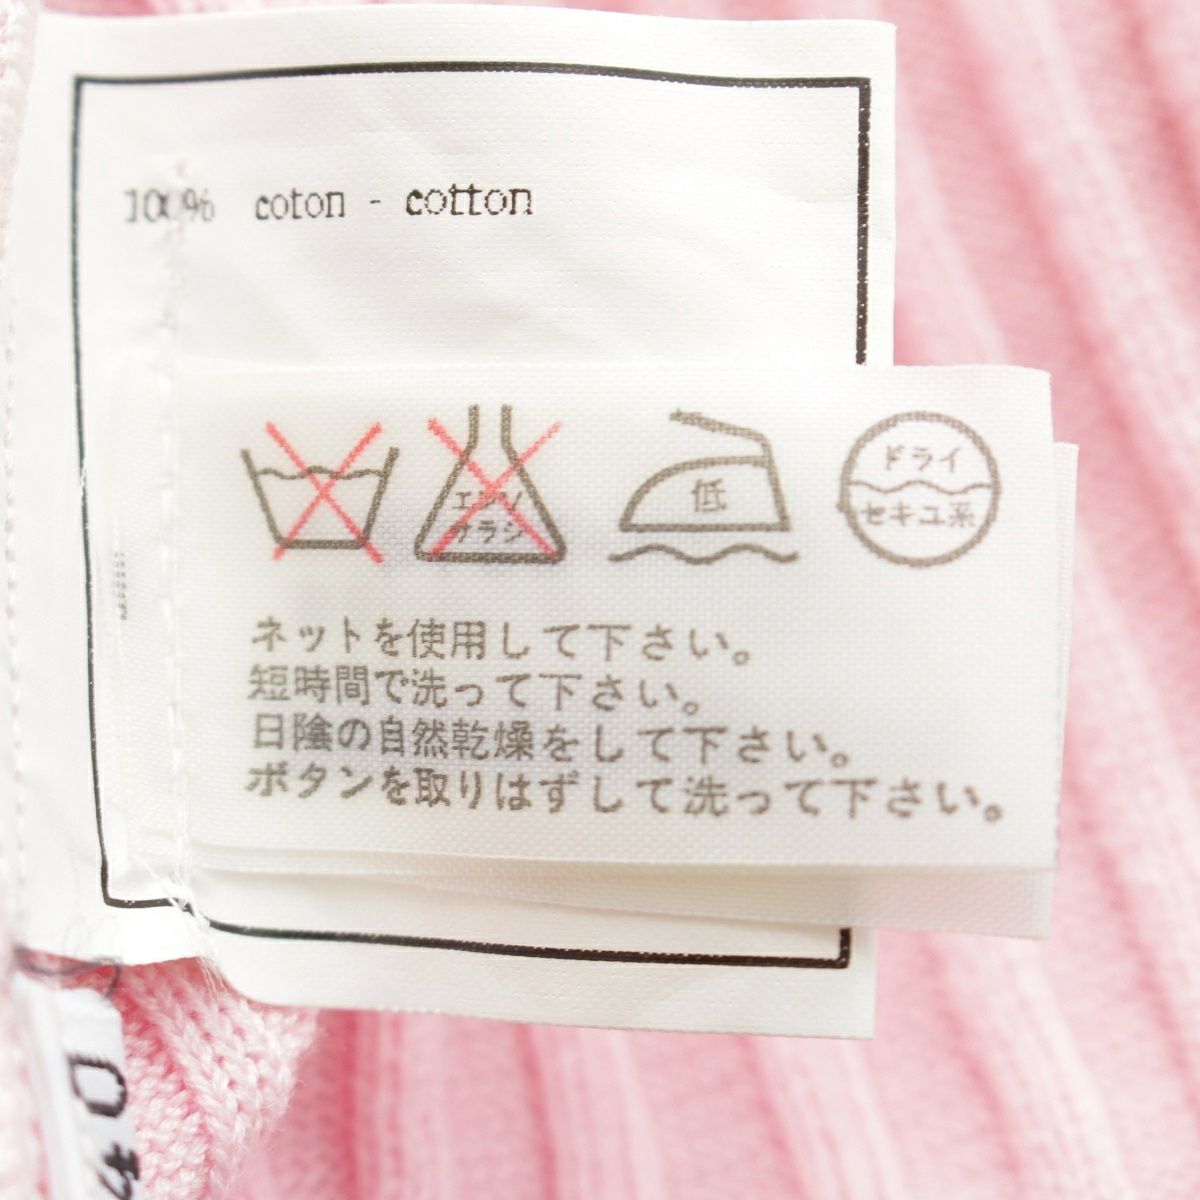 100% coton - cotton
エンソ
サラシ
低
ドライ
セキユ系
ネットを使用して下さい。
短時間で洗って下さい。
日陰の自然乾燥をして下さい。
ボタンを取りはずして洗って下さい。